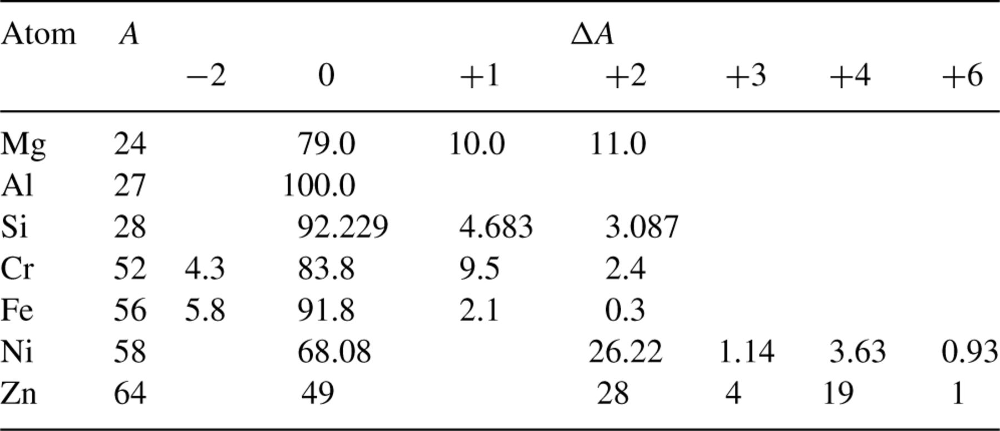 Atom A ΔA
−2 0 +1 +2 +3 +4 +6
Mg 24 79.0 10.0 11.0
Al 27 100.0
Si 28 92.229 4.683 3.087
Cr 52 4.3 83.8 9.5 2.4
Fe 56 5.8 91.8 2.1 0.3
Ni 58 68.08 26.22 1.14 3.63 0.93
Zn 64 49 28 4 19 1